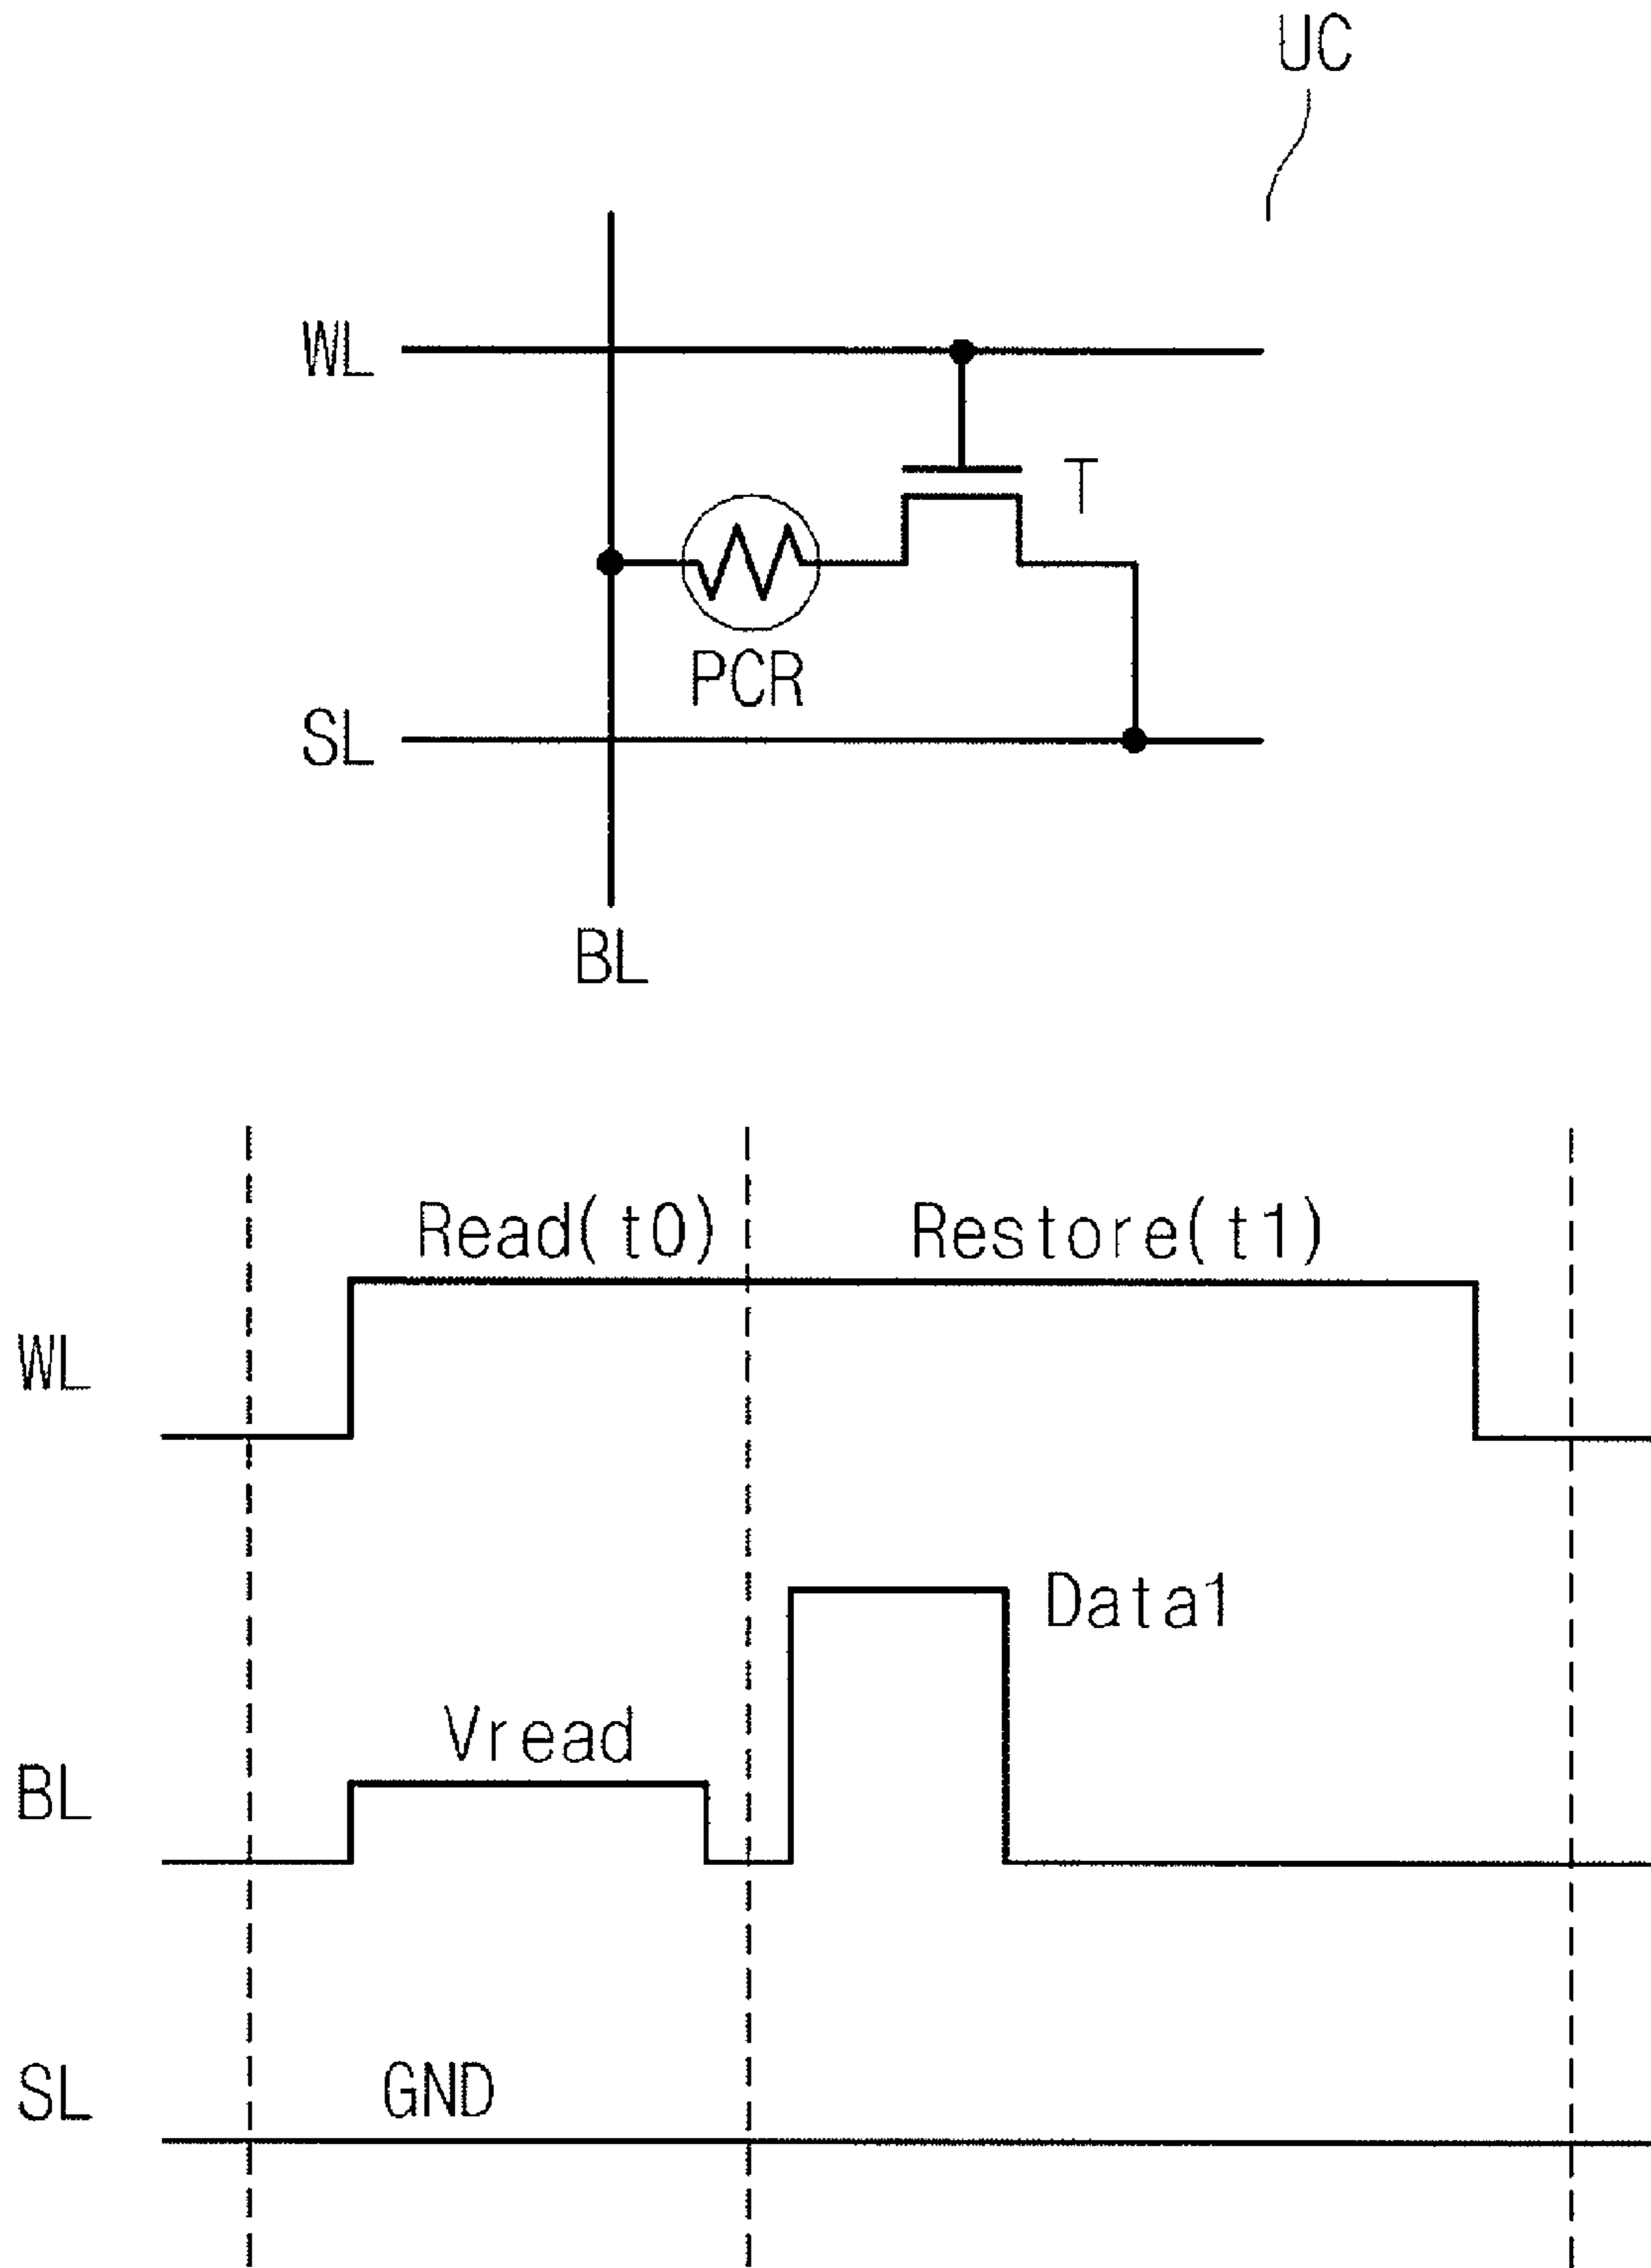 UC
WL
T
PCR
SL
BL
Read(t0) Restore(t1)
WL
Data1
Vread
BL
GND
SL